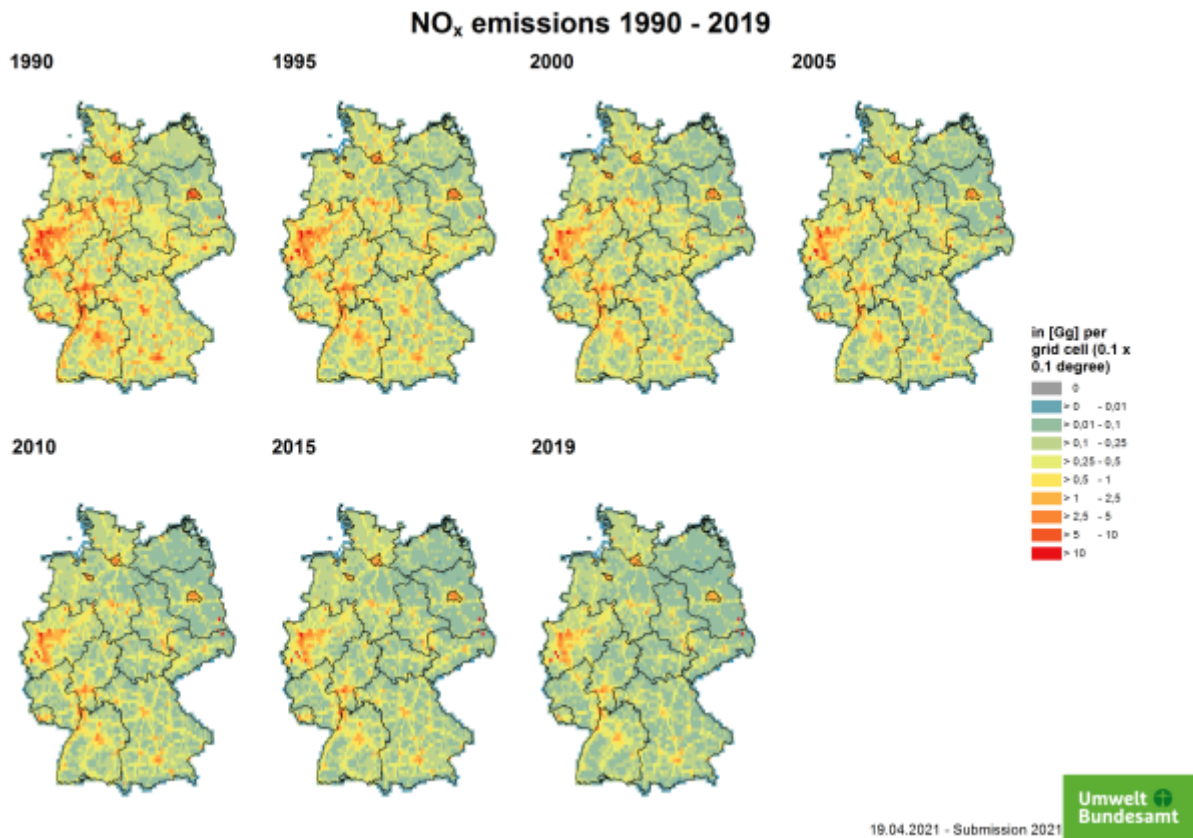 NOₓ emissions 1990 - 2019
1990
1995
2000
2005
in [Gg] per
grid cell (0.1 x
0.1 degree)
0
> 0 - 0,01
> 0,01 - 0,1
> 0,1 - 0,25
> 0,25 - 0,5
> 0,5 - 1
> 1 - 2,5
> 2,5 - 5
> 5 - 10
> 10
2010
2015
2019
Umwelt
Bundesamt
19.04.2021 - Submission 2021